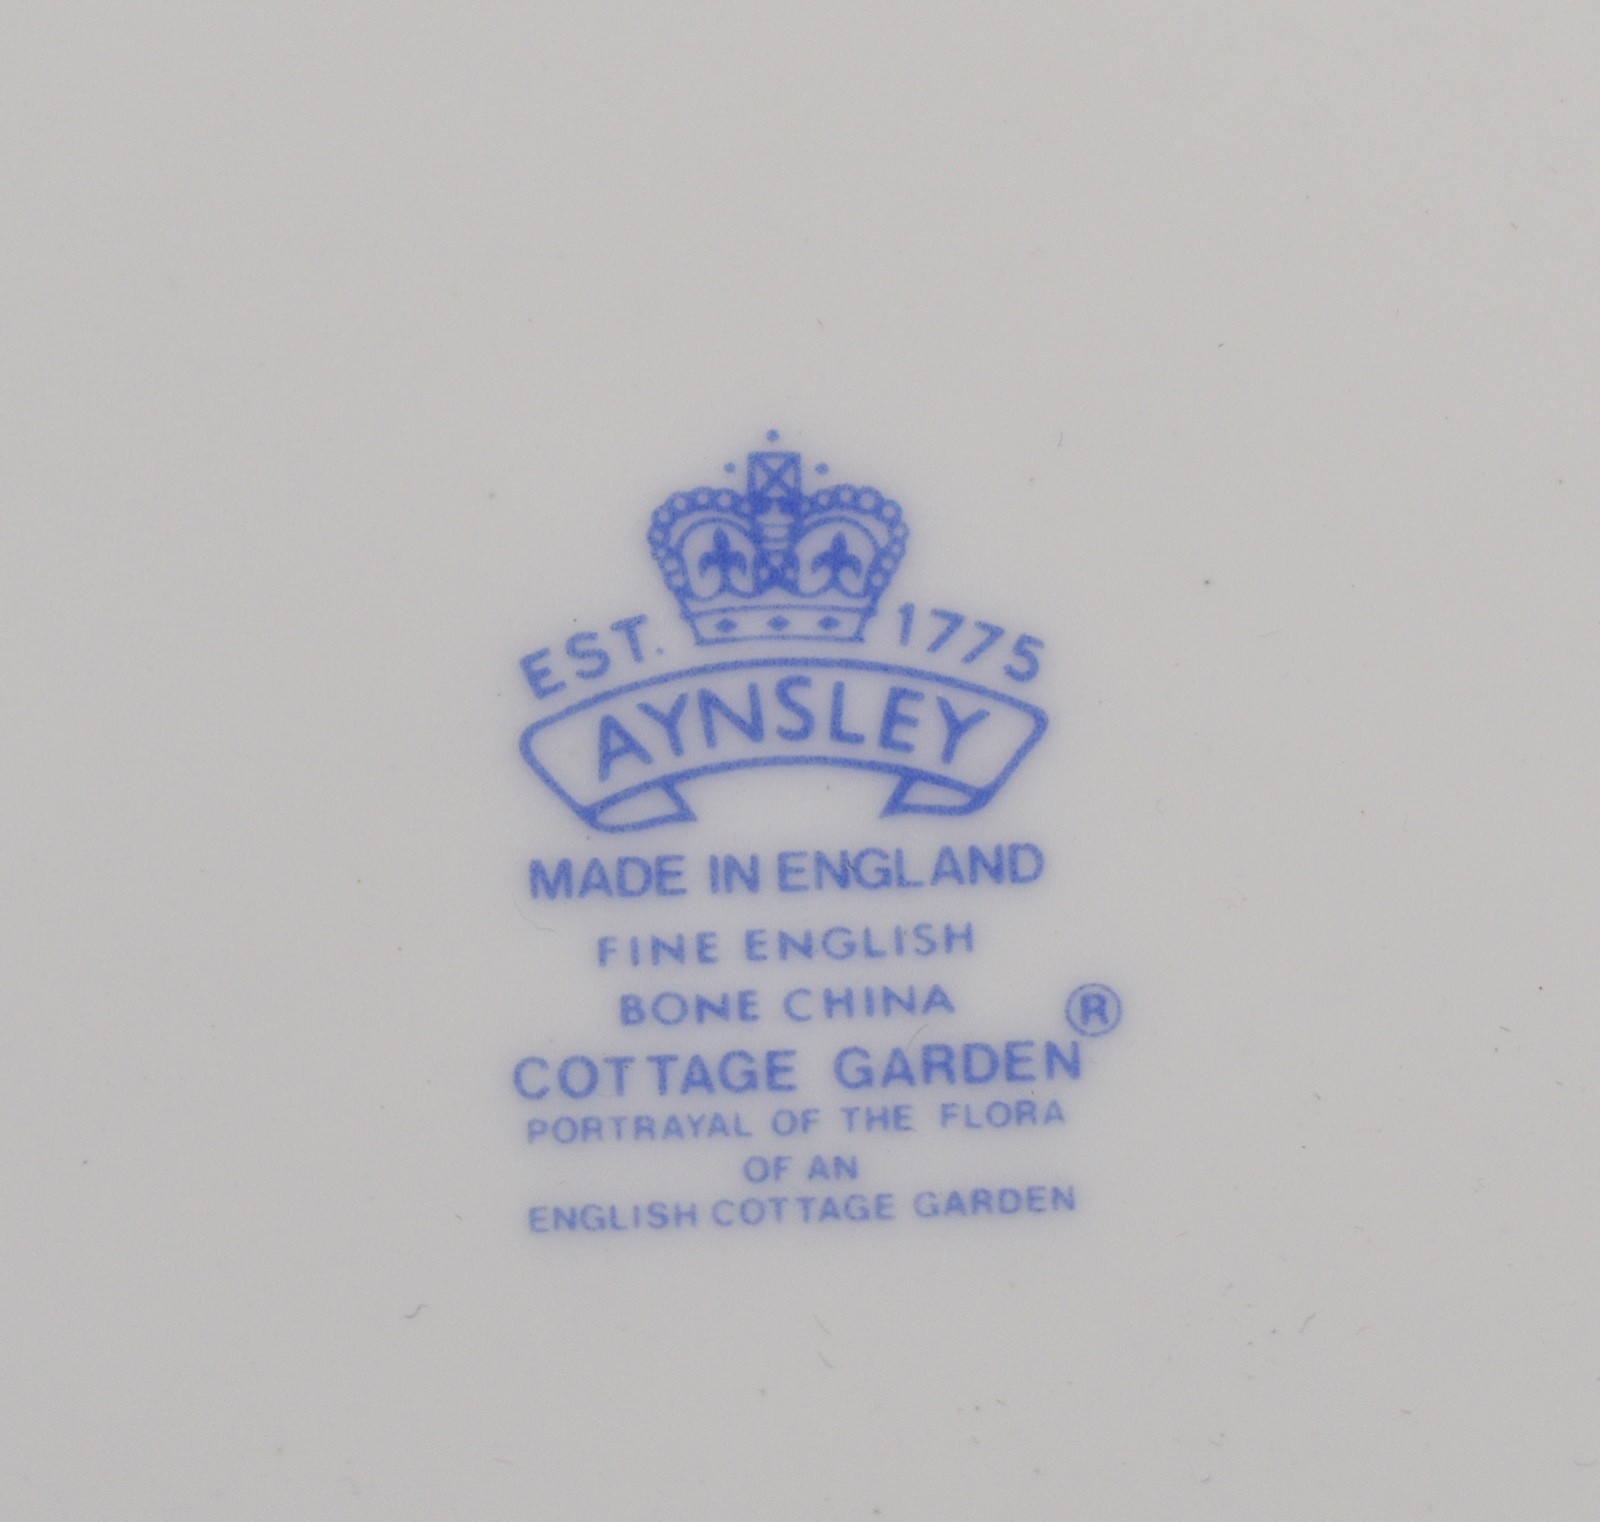 EST. 1775
AYNSLEY
MADE IN ENGLAND
FINE ENGLISH
BONE CHINA
COTTAGE GARDEN ®
PORTRAYAL OF THE FLORA
OF AN
ENGLISH COTTAGE GARDEN